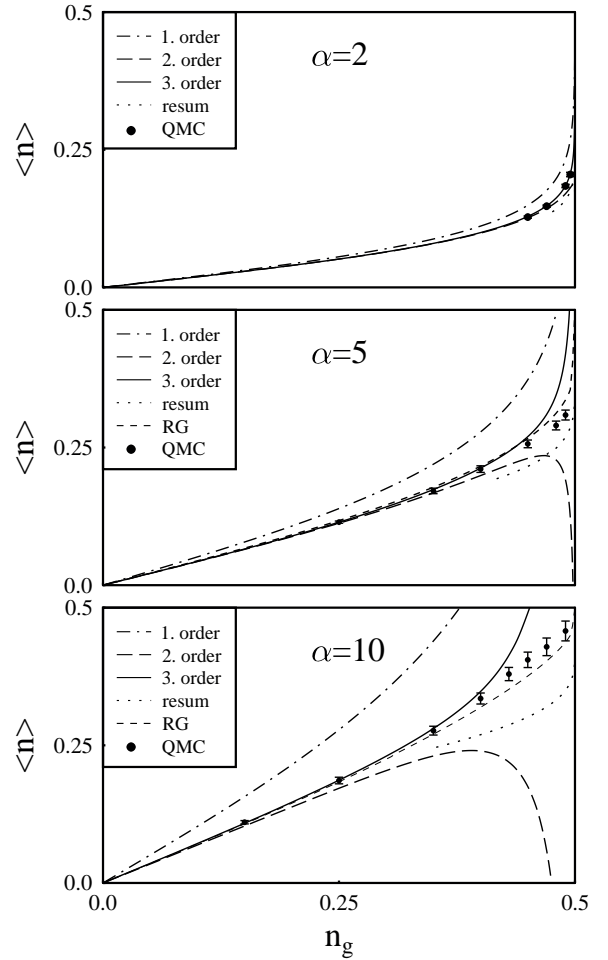 0.5
1. order
2. order
3. order
resum
QMC
α=2
<n>
0.25
0.0
0.5
1. order
2. order
3. order
resum
RG
QMC
α=5
<n>
0.25
0.0
0.5
1. order
2. order
3. order
resum
RG
QMC
α=10
<n>
0.25
0.0
0.0 0.25 0.5
n_g